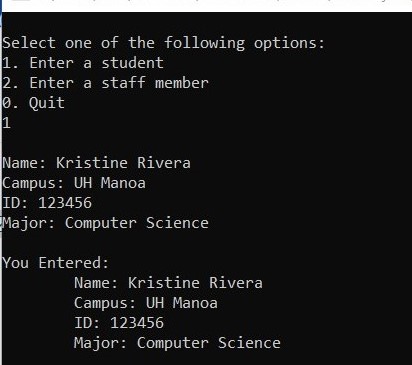 Select one of the following options:
1. Enter a student
2. Enter a staff member
0. Quit
1
Name: Kristine Rivera
Campus: UH Manoa
ID: 123456
Major: Computer Science
You Entered:
Name: Kristine Rivera
Campus: UH Manoa
ID: 123456
Major: Computer Science